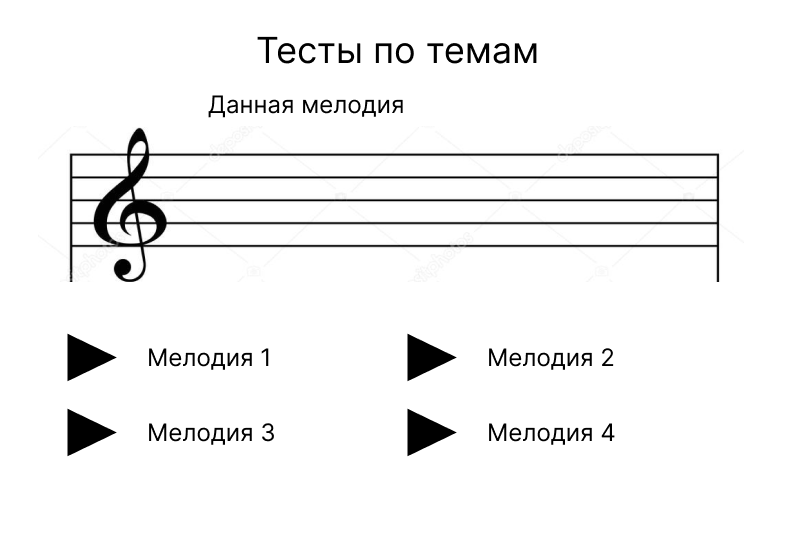 Тесты по темам
Данная мелодия
Мелодия 1
Мелодия 2
Мелодия 3
Мелодия 4